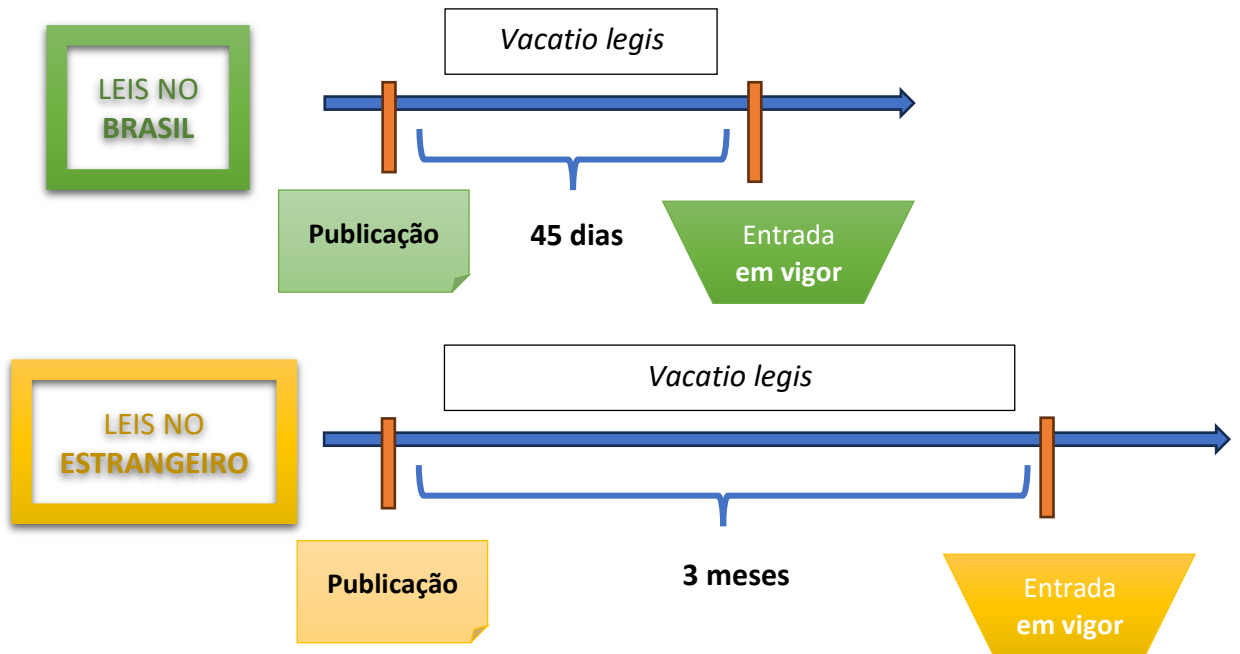 Vacatio legis
LEIS NO
BRASIL
Publicação
45 dias
Entrada
em vigor
Vacatio legis
LEIS NO
ESTRANGEIRO
Publicação
3 meses
Entrada
em vigor